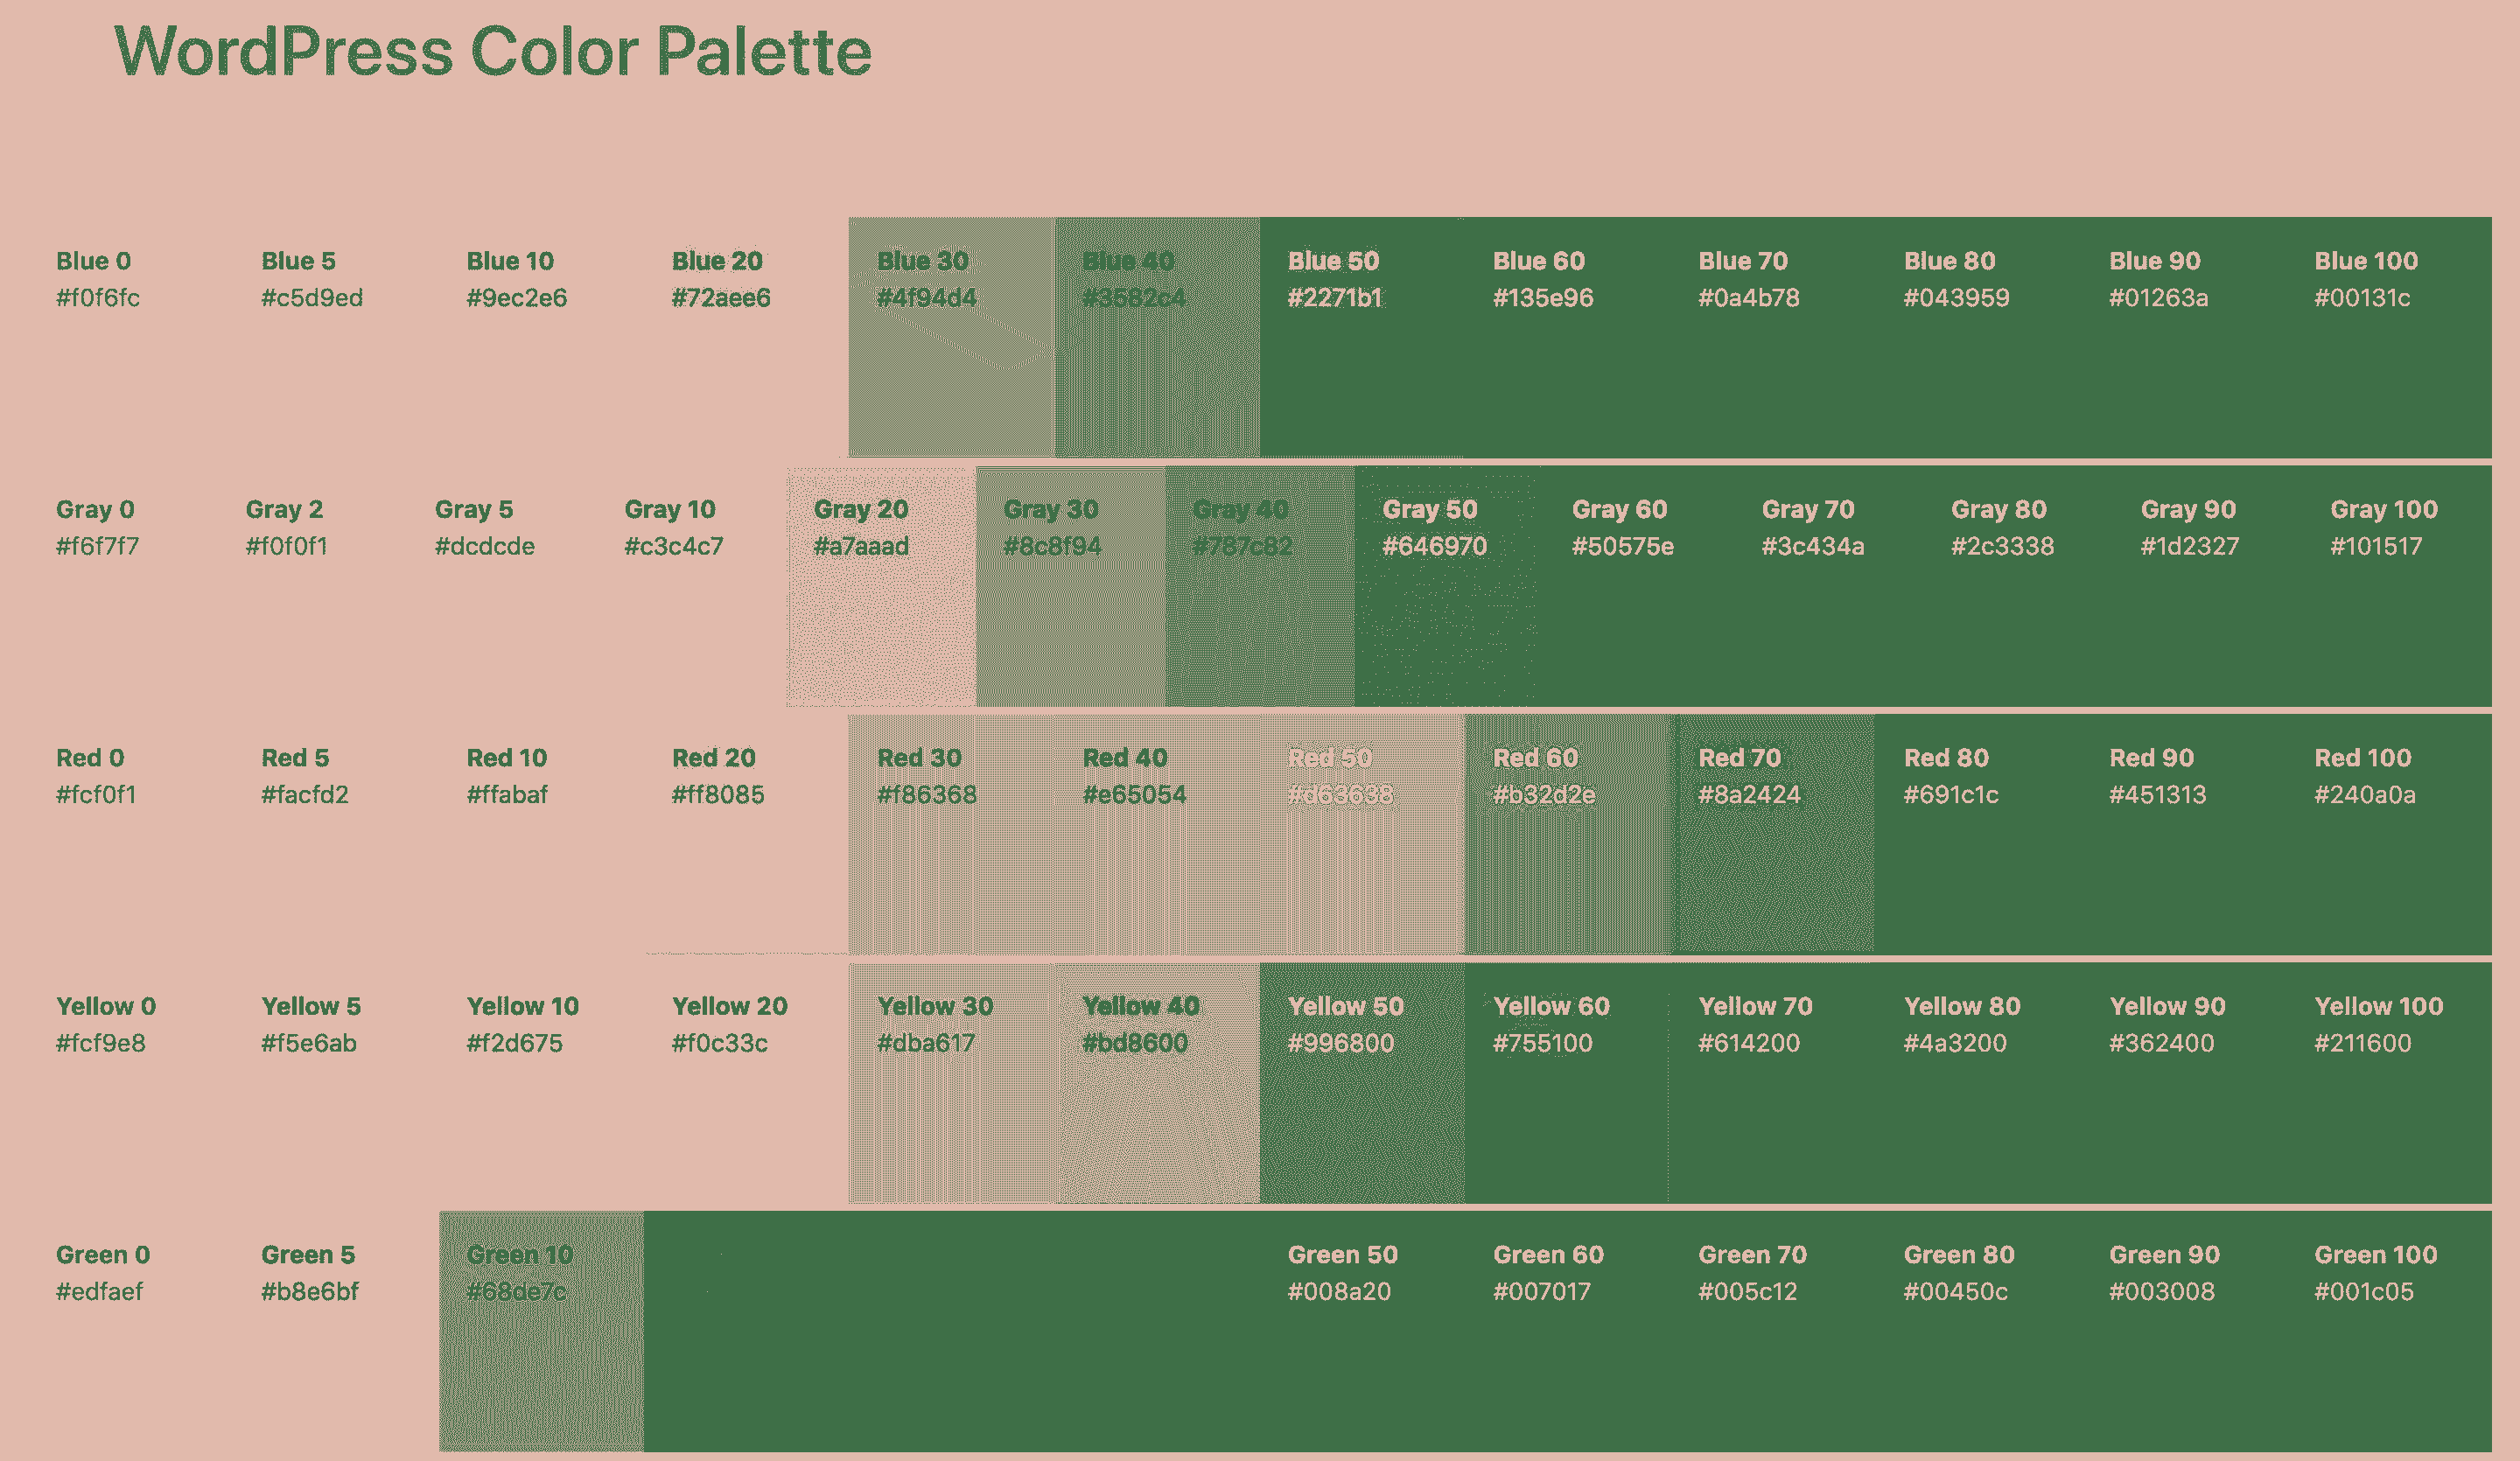 WordPress Color Palette
Blue 0 Blue 5 Blue 10 Blue 20 Blue 30 Blue 40 Blue 50 Blue 60 Blue 70 Blue 80 Blue 90 Blue 100
#f0f6fc #c5d9ed #9ec2e6 #72aee6 #4f94d4 #3582c4 #2271b1 #135e96 #0a4b78 #043959 #01263a #00131c
Gray 0 Gray 2 Gray 5 Gray 10 Gray 20 Gray 30 Gray 40 Gray 50 Gray 60 Gray 70 Gray 80 Gray 90 Gray 100
#f6f7f7 #f0f0f1 #dcdcde #c3c4c7 #a7aaad #8c8f94 #787c82 #646970 #50575e #3c434a #2c3338 #1d2327 #101517
Red 0 Red 5 Red 10 Red 20 Red 30 Red 40 Red 50 Red 60 Red 70 Red 80 Red 90 Red 100
#fcf0f1 #facfd2 #ffabaf #ff8085 #f86368 #e65054 #d63638 #b32d2e #8a2424 #691c1c #451313 #240a0a
Yellow 0 Yellow 5 Yellow 10 Yellow 20 Yellow 30 Yellow 40 Yellow 50 Yellow 60 Yellow 70 Yellow 80 Yellow 90 Yellow 100
#fcf9e8 #f5e6ab #f2d675 #f0c33c #dba617 #bd8600 #996800 #755100 #614200 #4a3200 #362400 #211600
Green 0 Green 5 Green 10 Green 50 Green 60 Green 70 Green 80 Green 90 Green 100
#edfaef #b8e6bf #68de7c #008a20 #007017 #005c12 #00450c #003008 #001c05